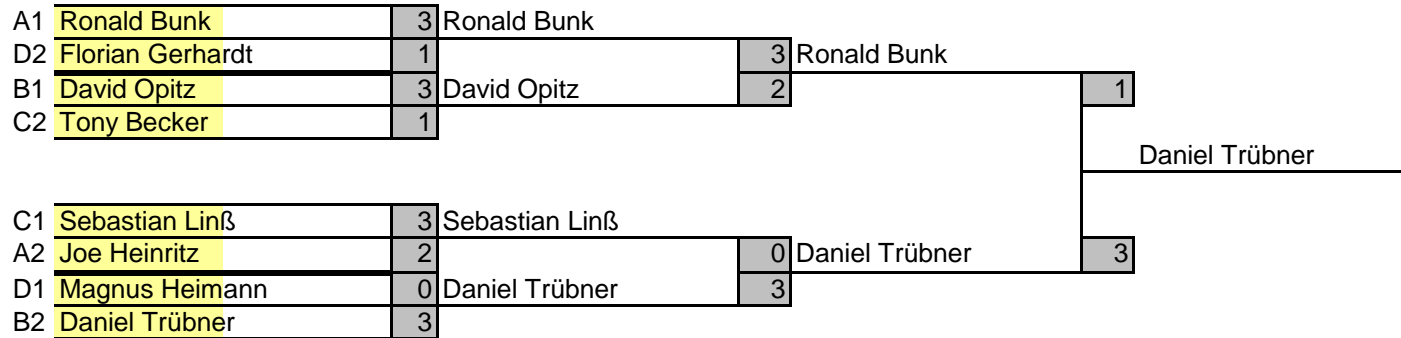 A1 Ronald Bunk 3 Ronald Bunk
D2 Florian Gerhardt 1 3 Ronald Bunk
B1 David Opitz 3 David Opitz 2 1
C2 Tony Becker 1
Daniel Trübner
C1 Sebastian Linß 3 Sebastian Linß
A2 Joe Heinritz 2 0 Daniel Trübner 3
D1 Magnus Heimann 0 Daniel Trübner 3
B2 Daniel Trübner 3